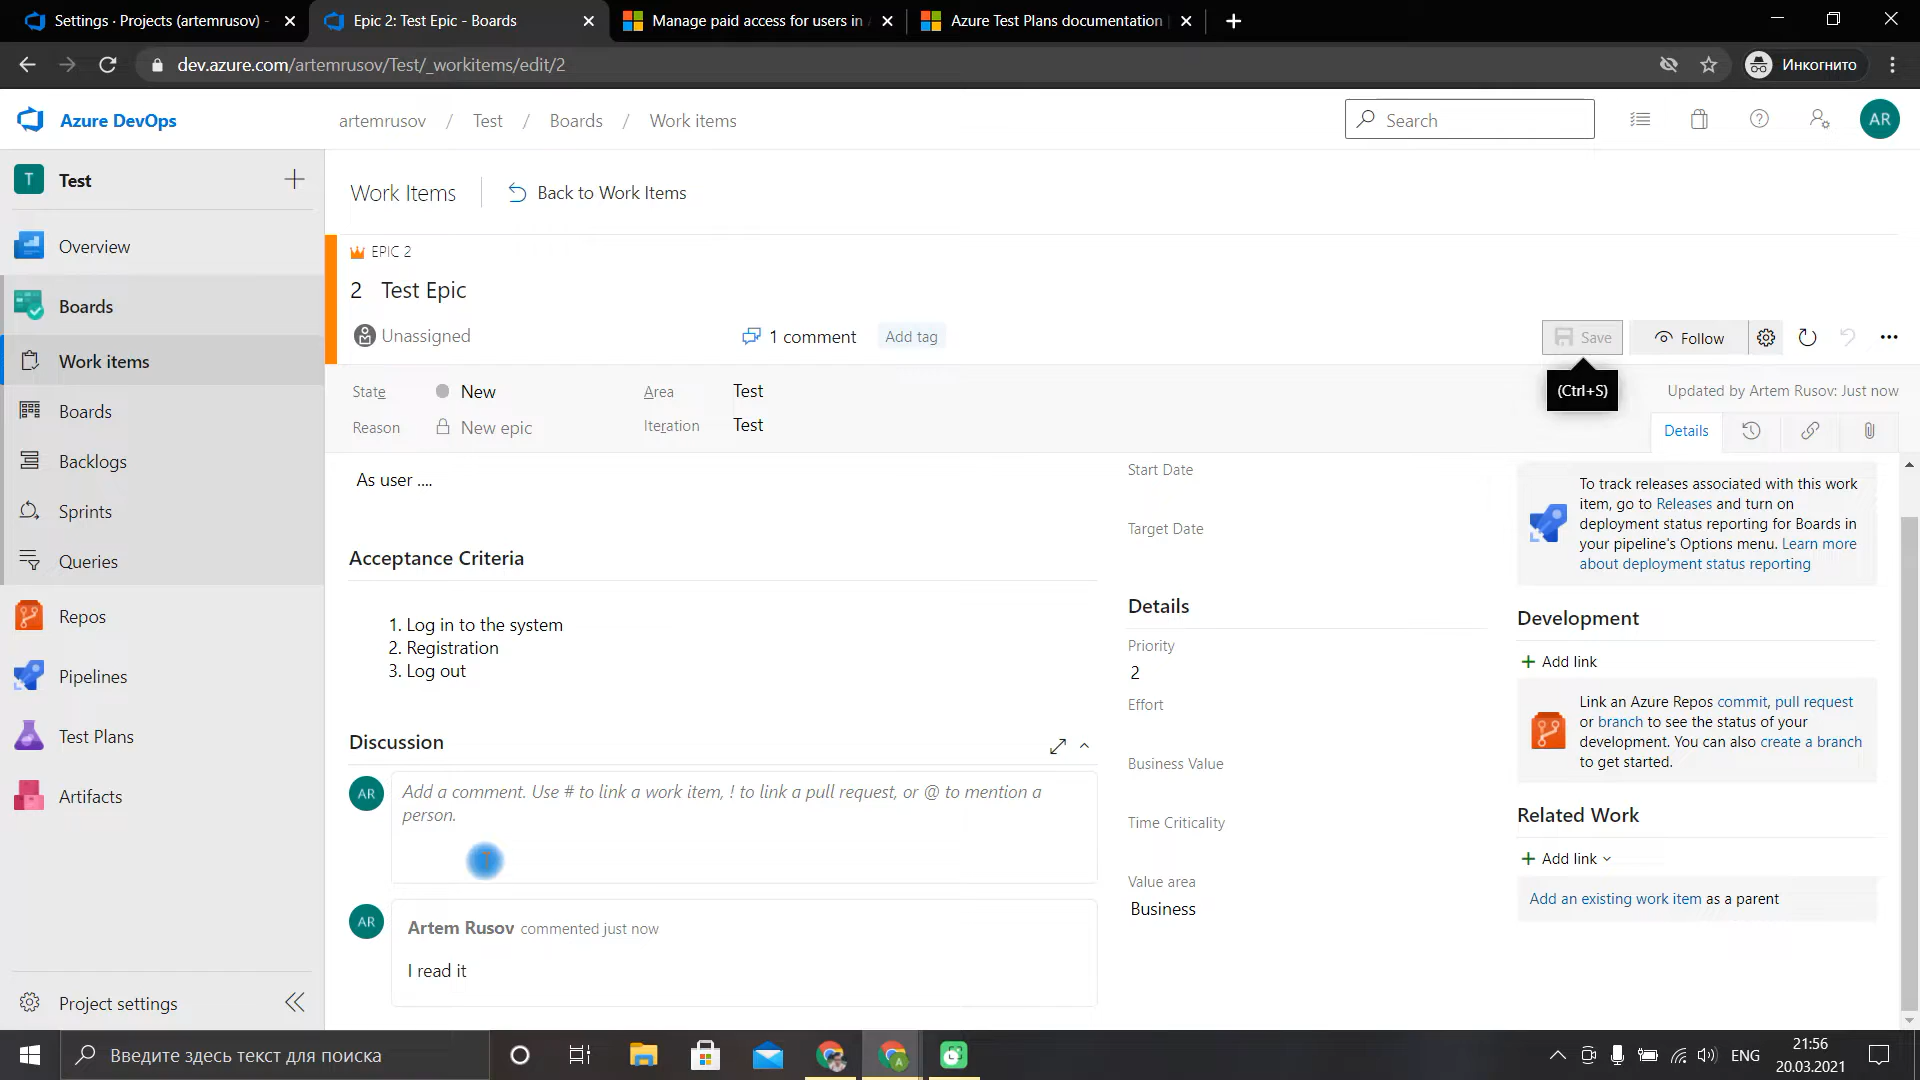 Settings · Projects (artemrusov) -
Epic 2: Test Epic - Boards
Manage paid access for users in
Azure Test Plans documentation
dev.azure.com/artemrusov/Test/_workitems/edit/2
Инкогнито
Azure DevOps
artemrusov / Test / Boards / Work items
Search
AR
T Test
Overview
Boards
Work items
Boards
Backlogs
Sprints
Queries
Repos
Pipelines
Test Plans
Artifacts
Project settings
Work Items
Back to Work Items
EPIC 2
2 Test Epic
Unassigned
1 comment
Add tag
Save
Follow
(Ctrl+S)
State
New
Area
Test
Reason
New epic
Iteration
Test
Updated by Artem Rusov: Just now
Details
As user ....
Acceptance Criteria
1. Log in to the system
2. Registration
3. Log out
Discussion
AR
Add a comment. Use # to link a work item, ! to link a pull request, or @ to mention a
person.
AR
Artem Rusov commented just now
I read it
Start Date
Target Date
Details
Priority
2
Effort
Business Value
Time Criticality
Value area
Business
To track releases associated with this work
item, go to Releases and turn on
deployment status reporting for Boards in
your pipeline's Options menu. Learn more
about deployment status reporting
Development
+ Add link
Link an Azure Repos commit, pull request
or branch to see the status of your
development. You can also create a branch
to get started.
Related Work
+ Add link
Add an existing work item as a parent
Введите здесь текст для поиска
ENG
21:56
20.03.2021